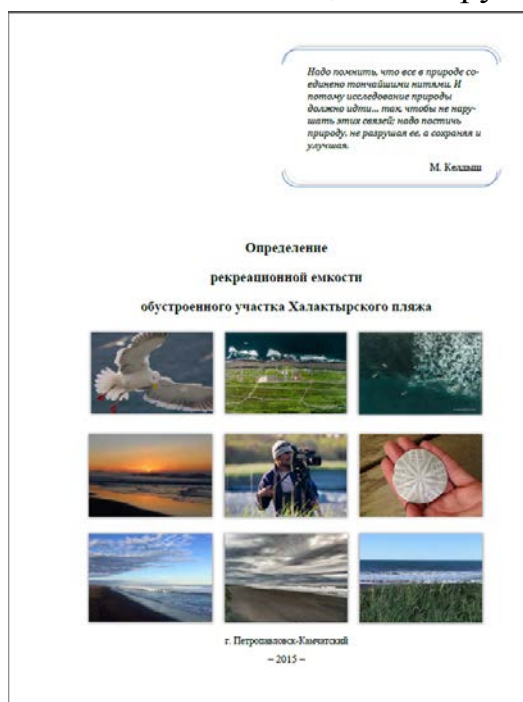 ру
Надо помнить, что все в природе со-
единено тончайшими нитями. И
потому исследование природы
должно идти... так, чтобы не нару-
шать этих связей; надо постичь
природу, не разрушая ее, а сохраняя и
улучшая.
М. Келдыш
Определение
рекреационной емкости
обустроенного участка Халактырского пляжа
г. Петропавловск-Камчатский
– 2015 –